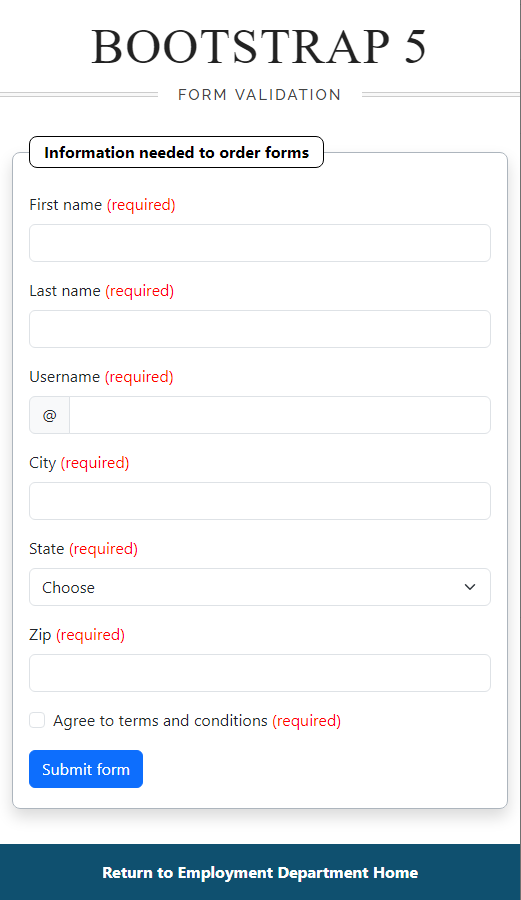 BOOTSTRAP 5
FORM VALIDATION
Information needed to order forms
First name (required)
Last name (required)
Username (required)
@
City (required)
State (required)
Choose
Zip (required)
Agree to terms and conditions (required)
Submit form
Return to Employment Department Home